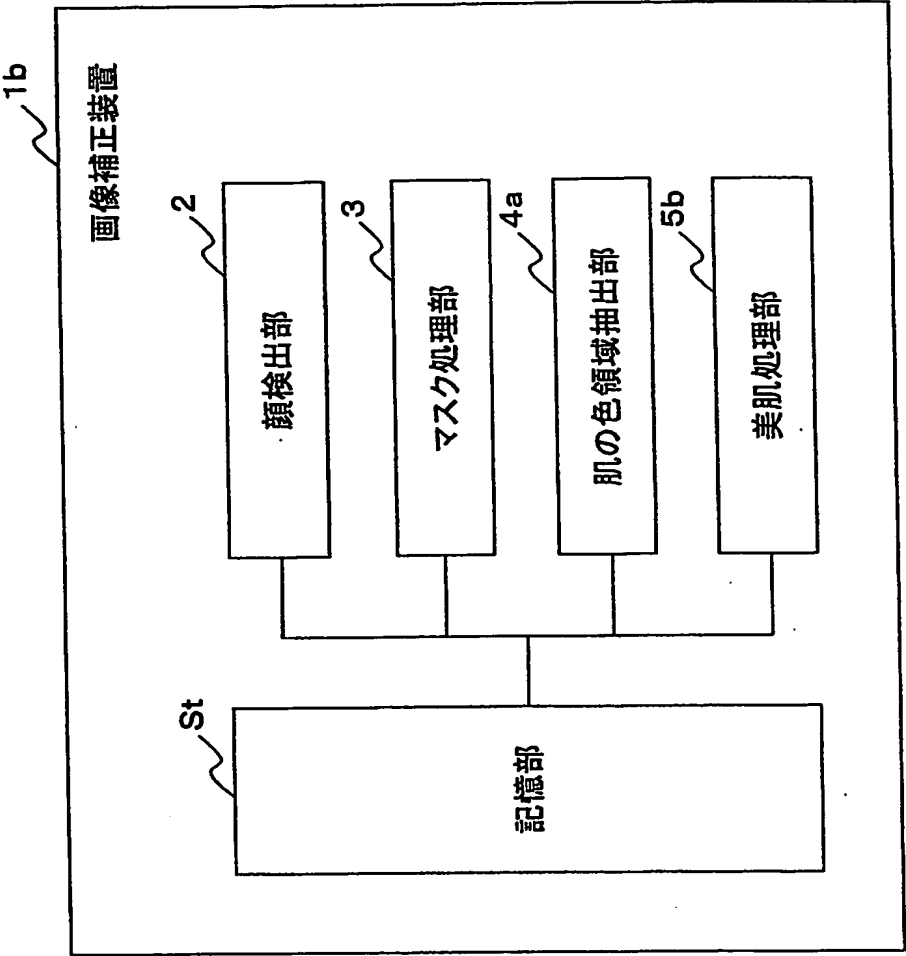 1b
画像補正装置
2
顔検出部
3
マスク処理部
4a
肌の色領域抽出部
5b
美肌処理部
St
記憶部